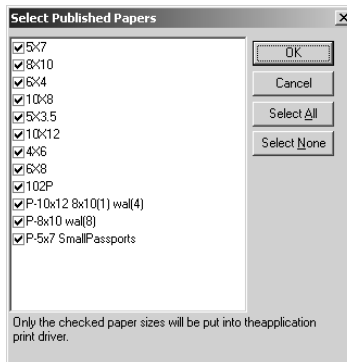 Select Published Papers
5X7
8X10
6X4
10X8
5X3.5
10X12
4X6
6X8
102P
P-10x12 8x10(1) wal(4)
P-8x10 wal(8)
P-5x7 SmallPassports
OK
Cancel
Select All
Select None
Only the checked paper sizes will be put into theapplication
print driver.